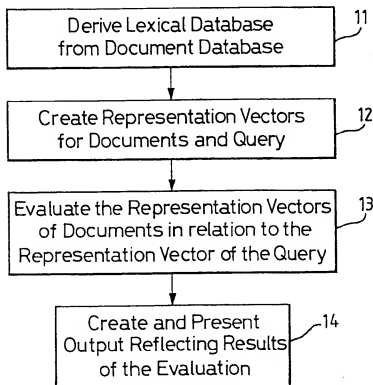 Derive Lexical Database
from Document Database
11
Create Representation Vectors
for Documents and Query
12
Evaluate the Representation Vectors
of Documents in relation to the
Representation Vector of the Query
13
Create and Present
Output Reflecting Results
of the Evaluation
14